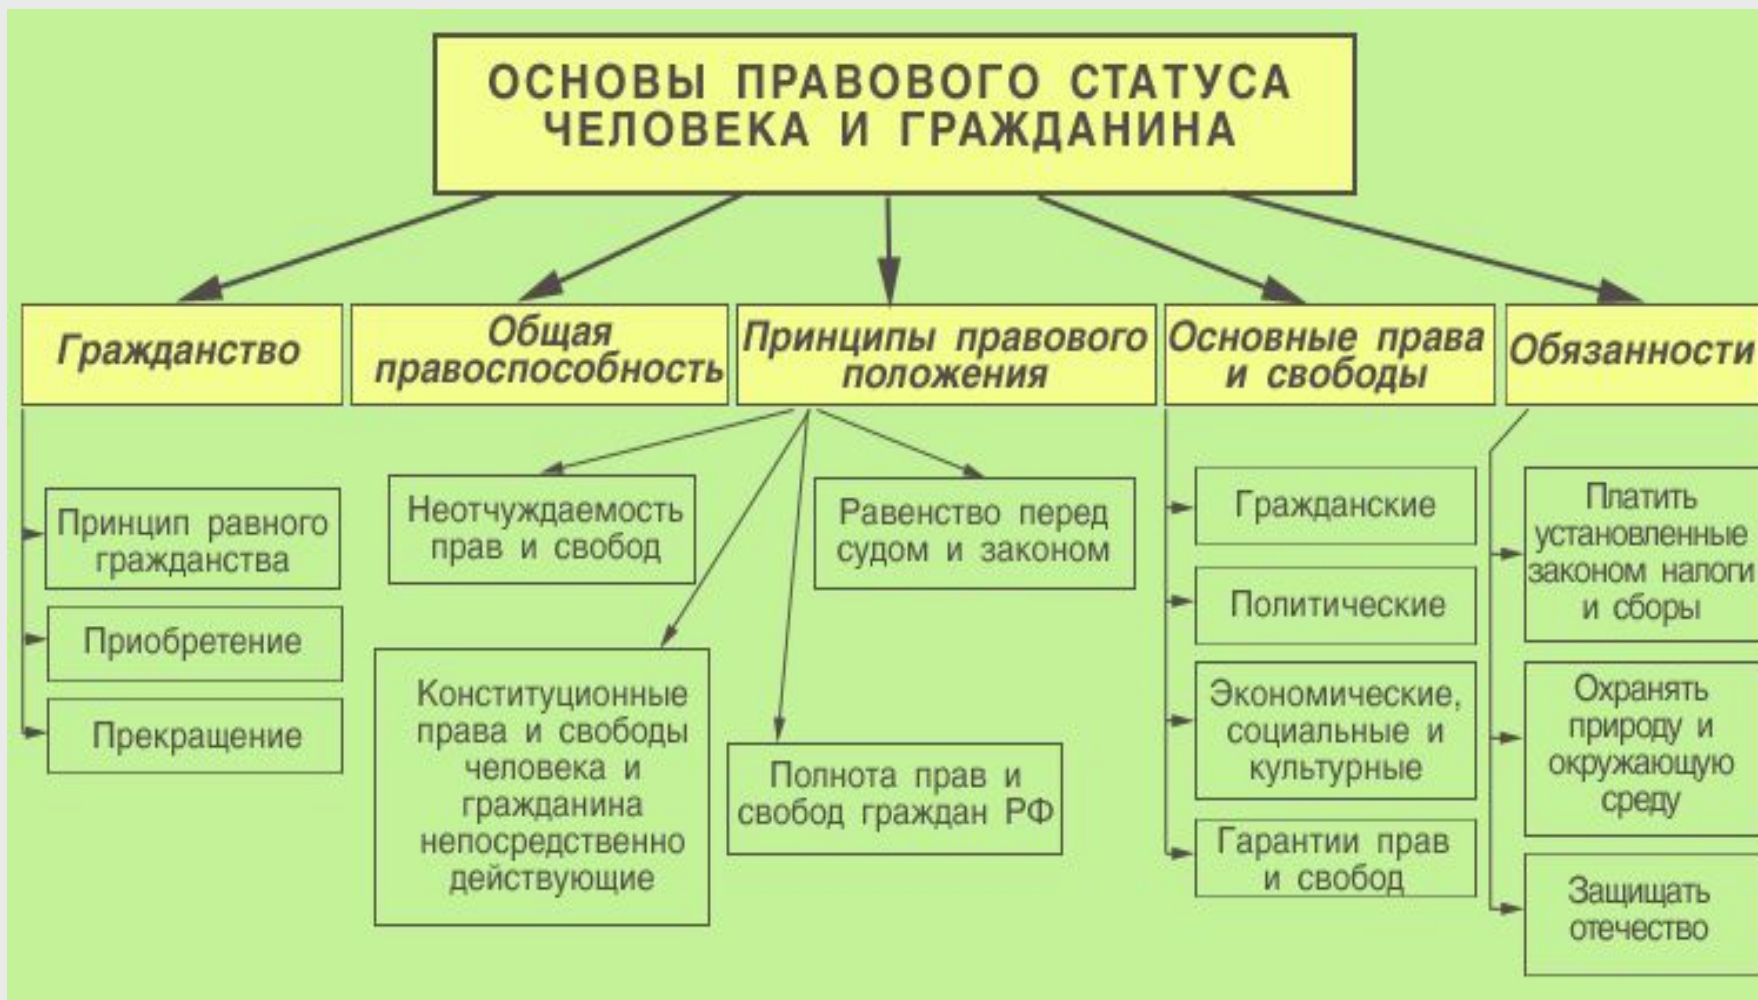 ОСНОВЫ ПРАВОВОГО СТАТУСА
ЧЕЛОВЕКА И ГРАЖДАНИНА
Гражданство
Общая
правоспособность
Принципы правового
положения
Основные права
и свободы
Обязанности
Принцип равного
гражданства
Приобретение
Прекращение
Неотчуждаемость
прав и свобод
Равенство перед
судом и законом
Конституционные
права и свободы
человека и
гражданина
непосредственно
действующие
Полнота прав и
свобод граждан РФ
Гражданские
Политические
Экономические,
социальные и
культурные
Гарантии прав
и свобод
Платить
установленные
законом налоги
и сборы
Охранять
природу и
окружающую
среду
Защищать
отечество